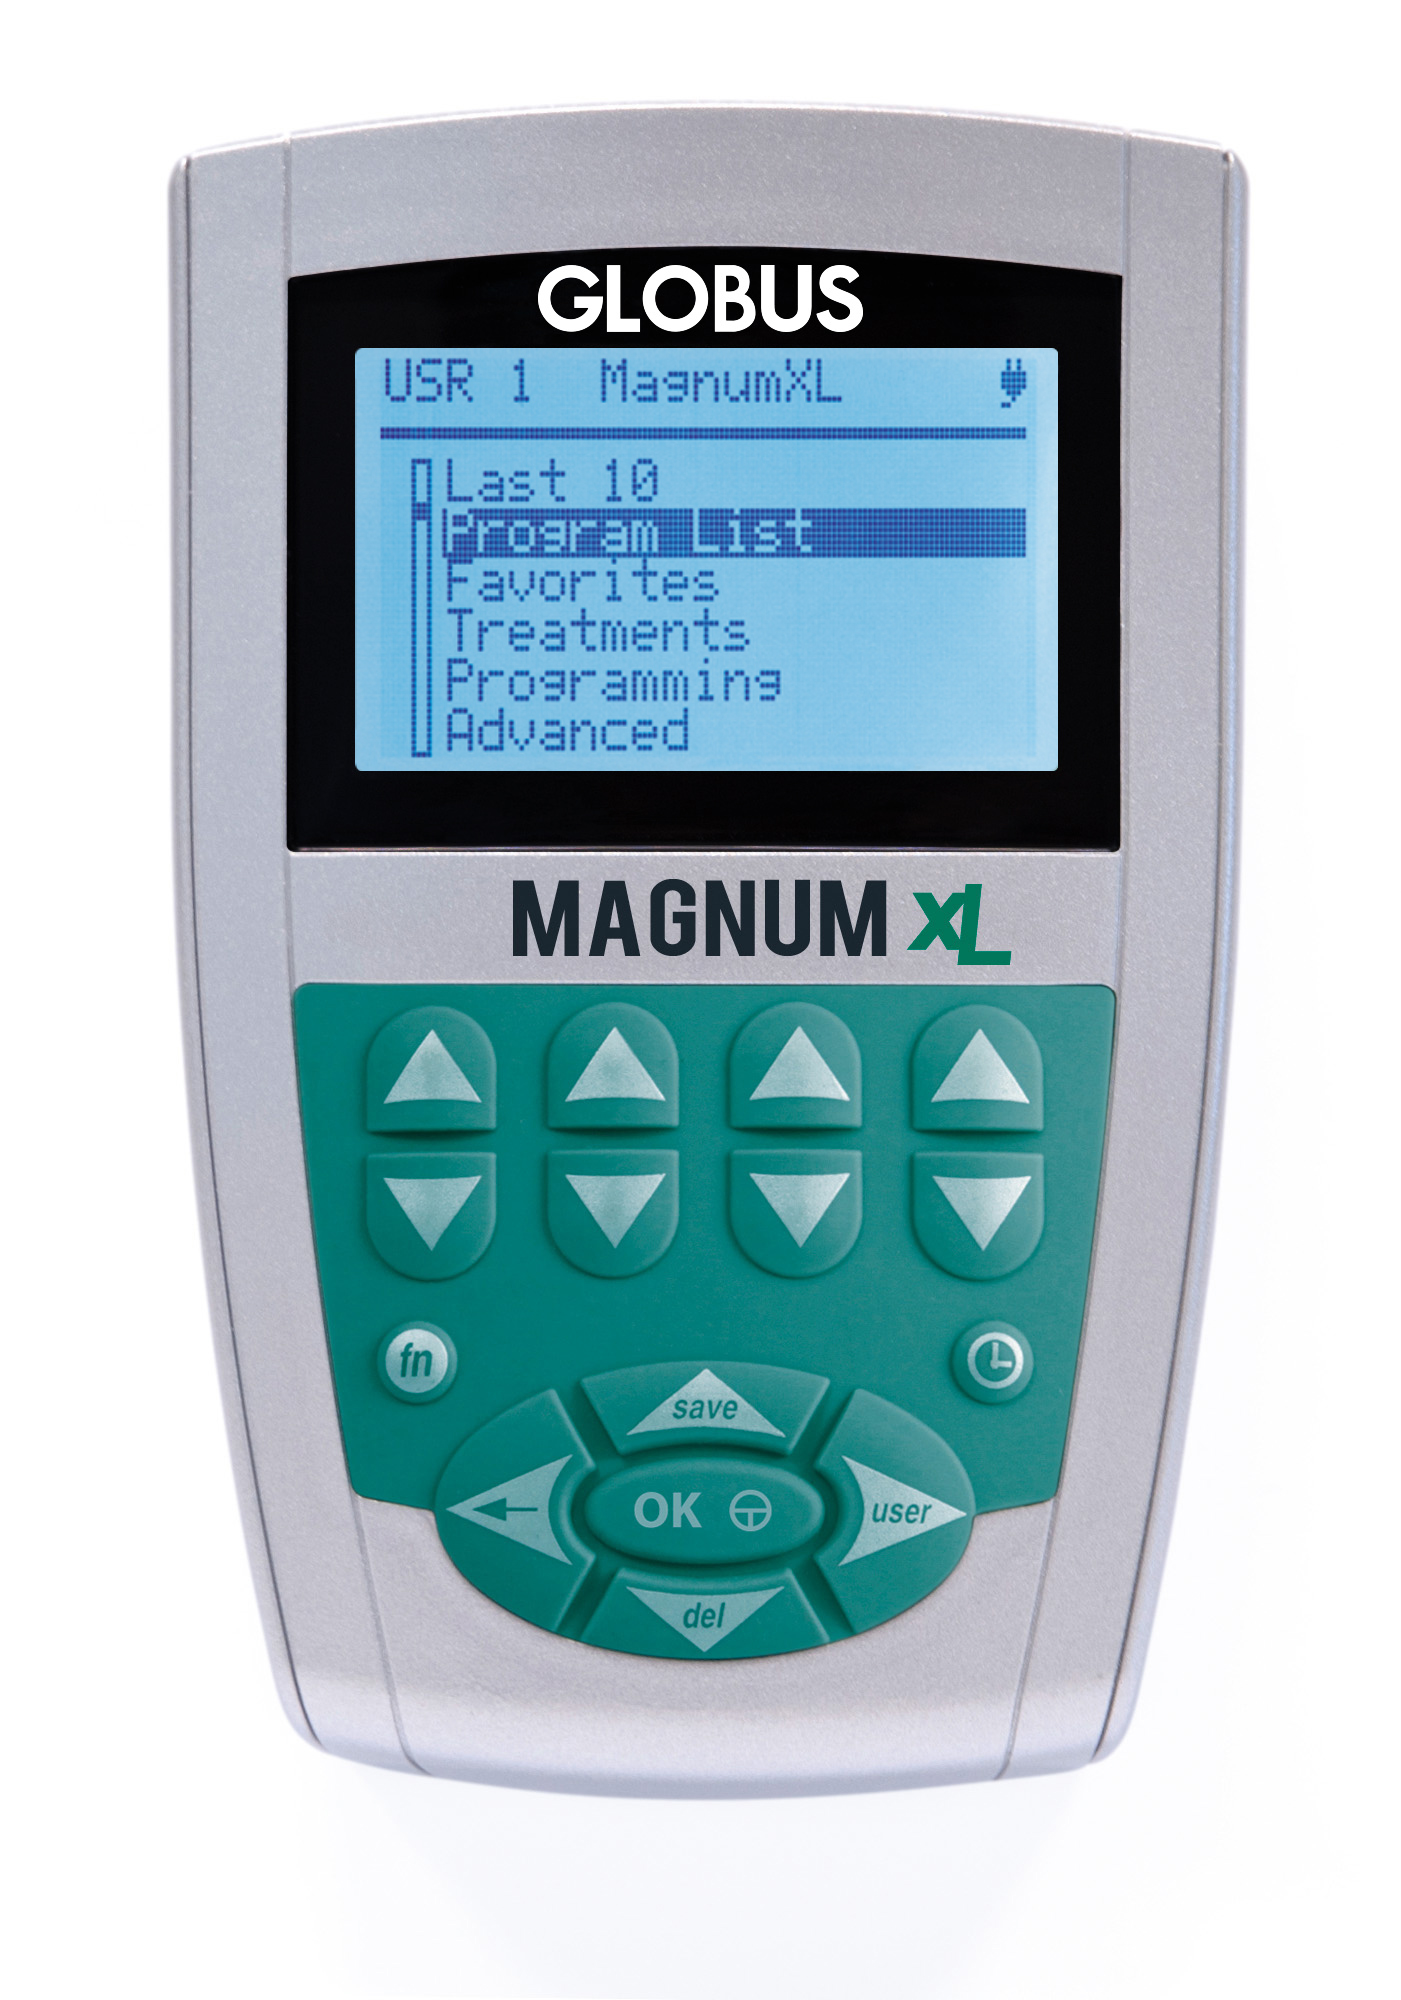 GLOBUS
USR 1 MagnumXL
Last 10
Program List
Favorites
Treatments
Programming
Advanced
MAGNUM XL
fn
save
OK
user
del